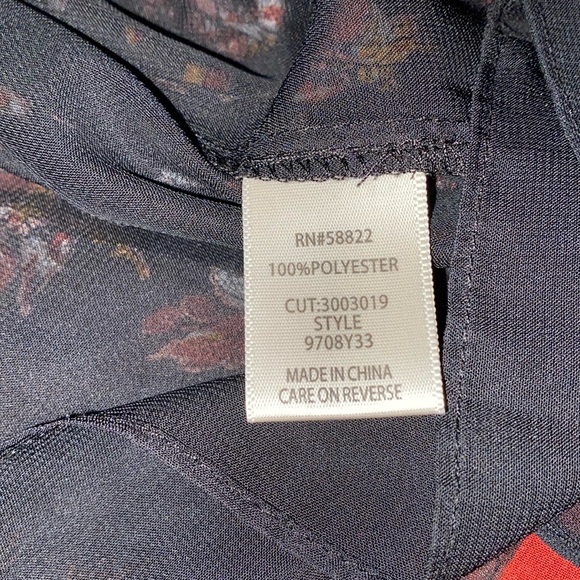 RN#58822
100%POLYESTER
CUT:3003019
STYLE
9708Y33
MADE IN CHINA
CARE ON REVERSE